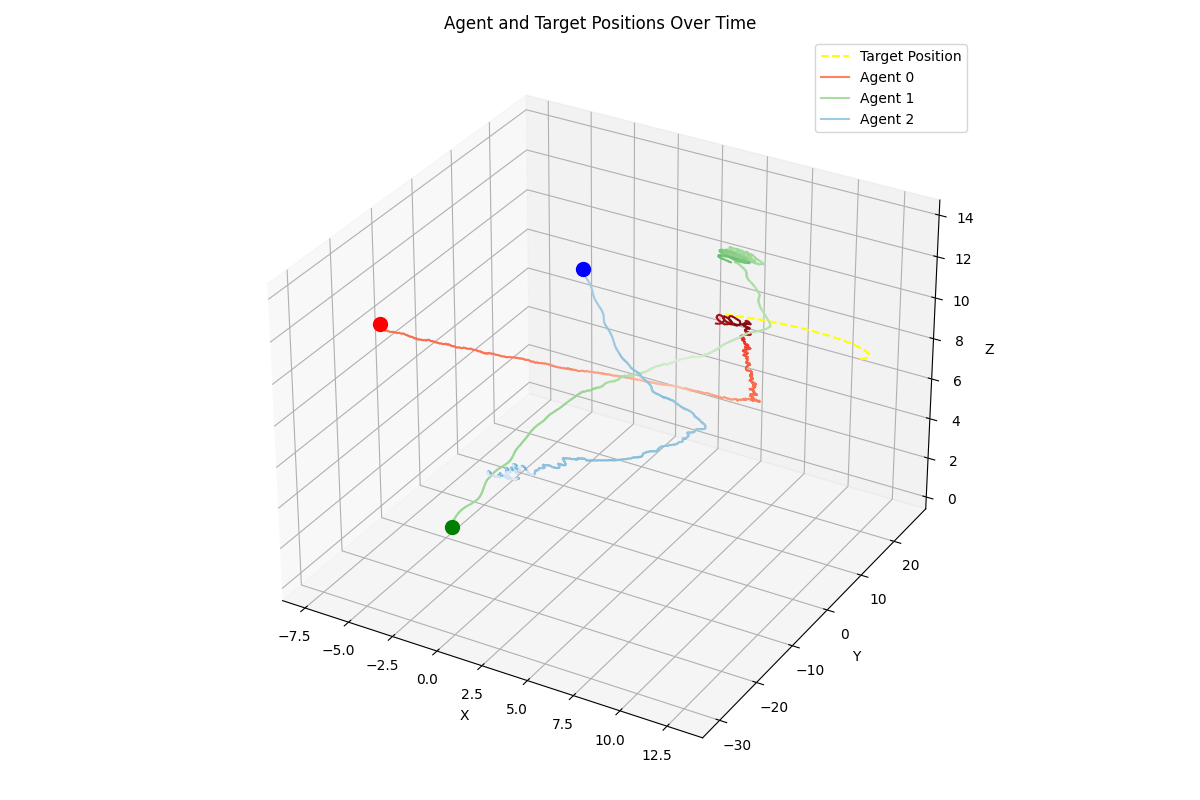 Agent and Target Positions Over Time
Target Position
Agent 0
Agent 1
Agent 2
14
12
10
8
6
4
2
0
Z
20
10
0
−10
−20
−30
Y
−7.5
−5.0
−2.5
0.0
2.5
5.0
7.5
10.0
12.5
X